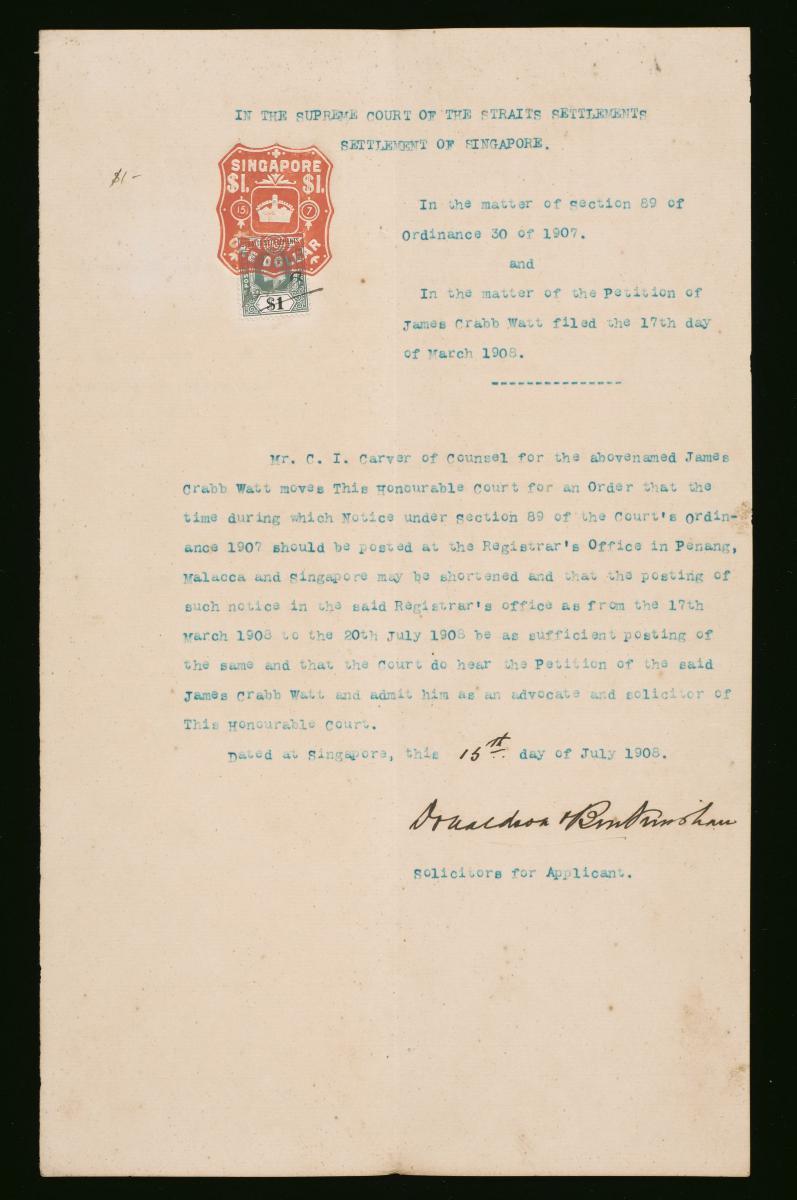 IN THE SUPREME COURT OF THE STRAITS SETTLEMENTS
SETTLEMENT OF SINGAPORE.
$1-
SINGAPORE
$1. $1.
15 7
ONE DOLLAR
$1
In the matter of section 89 of
Ordinance 30 of 1907.
and
In the matter of the Petition of
James Crabb Watt filed the 17th day
of March 1908.
----------------
Mr. C. I. Carver of Counsel for the abovenamed James
Crabb Watt moves This Honourable Court for an Order that the
time during which Notice under section 89 of the Court's Ordin-
ance 1907 should be posted at the Registrar's Office in Penang,
Malacca and Singapore may be shortened and that the posting of
such notice in the said Registrar's office as from the 17th
March 1908 to the 20th July 1908 be as sufficient posting of
the same and that the Court do hear the Petition of the said
James Crabb Watt and admit him as an advocate and solicitor of
This Honourable Court.
Dated at Singapore, this 15th day of July 1908.
Donaldson & Burkinshaw
Solicitors for Applicant.